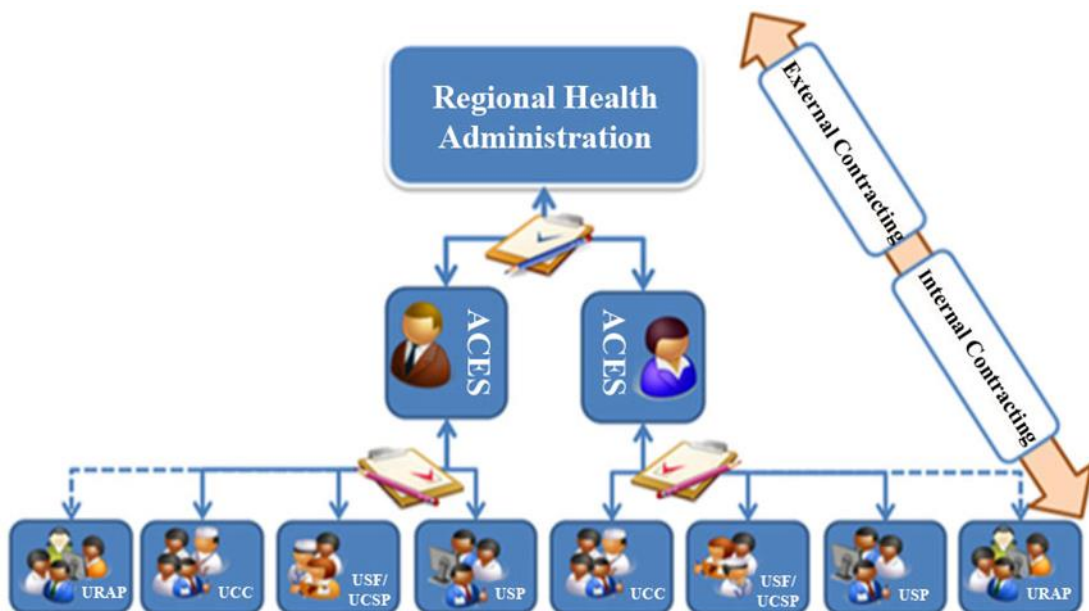 Regional Health
Administration
External Contracting
Internal Contracting
ACES
ACES
URAP
UCC
USF/
UCSP
USP
UCC
USF/
UCSP
USP
URAP